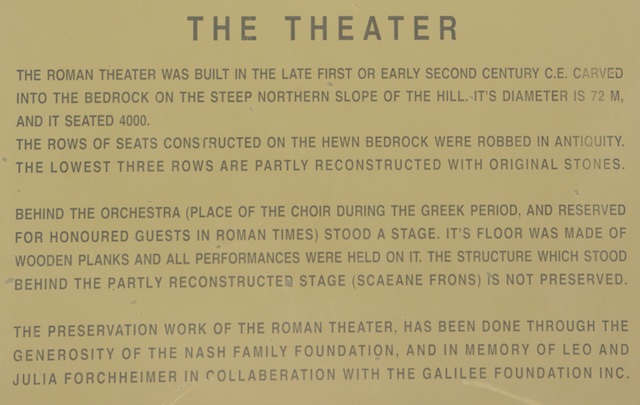 THE THEATER
THE ROMAN THEATER WAS BUILT IN THE LATE FIRST OR EARLY SECOND CENTURY C.E. CARVED
INTO THE BEDROCK ON THE STEEP NORTHERN SLOPE OF THE HILL. IT'S DIAMETER IS 72 M,
AND IT SEATED 4000.
THE ROWS OF SEATS CONSTRUCTED ON THE HEWN BEDROCK WERE ROBBED IN ANTIQUITY.
THE LOWEST THREE ROWS ARE PARTLY RECONSTRUCTED WITH ORIGINAL STONES.
BEHIND THE ORCHESTRA (PLACE OF THE CHOIR DURING THE GREEK PERIOD, AND RESERVED
FOR HONOURED GUESTS IN ROMAN TIMES) STOOD A STAGE. IT'S FLOOR WAS MADE OF
WOODEN PLANKS AND ALL PERFORMANCES WERE HELD ON IT. THE STRUCTURE WHICH STOOD
BEHIND THE PARTLY RECONSTRUCTED STAGE (SCAEANE FRONS) IS NOT PRESERVED.
THE PRESERVATION WORK OF THE ROMAN THEATER, HAS BEEN DONE THROUGH THE
GENEROSITY OF THE NASH FAMILY FOUNDATION, AND IN MEMORY OF LEO AND
JULIA FORCHHEIMER IN COLLABERATION WITH THE GALILEE FOUNDATION INC.